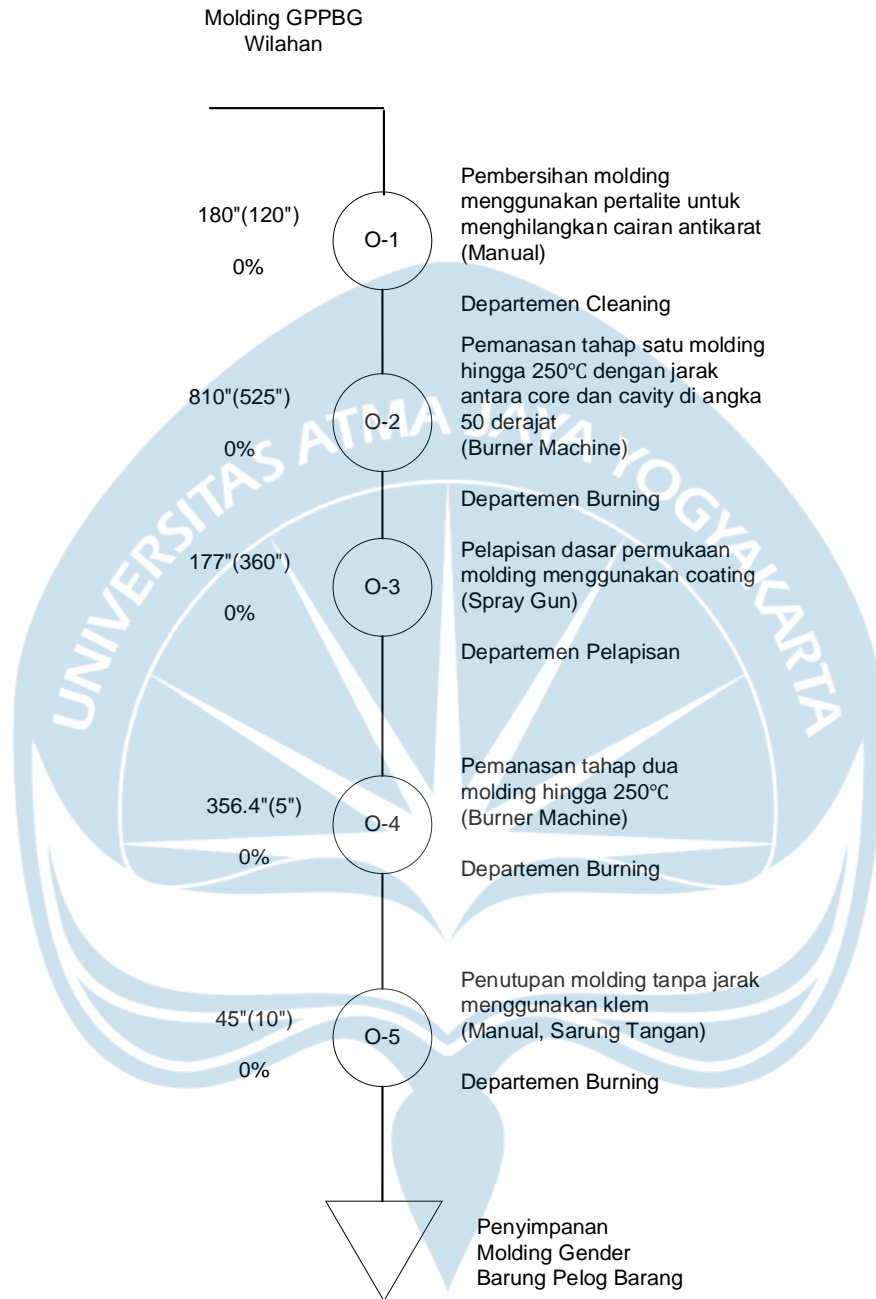 Molding GPPBG
Wilahan
180"(120")
0%
O-1
Pembersihan molding
menggunakan pertalite untuk
menghilangkan cairan antikarat
(Manual)
Departemen Cleaning
810"(525")
0%
O-2
Pemanasan tahap satu molding
hingga 250℃ dengan jarak
antara core dan cavity di angka
50 derajat
(Burner Machine)
Departemen Burning
177"(360")
0%
O-3
Pelapisan dasar permukaan
molding menggunakan coating
(Spray Gun)
Departemen Pelapisan
356.4"(5")
0%
O-4
Pemanasan tahap dua
molding hingga 250℃
(Burner Machine)
Departemen Burning
45"(10")
0%
O-5
Penutupan molding tanpa jarak
menggunakan klem
(Manual, Sarung Tangan)
Departemen Burning
Penyimpanan
Molding Gender
Barung Pelog Barang
UNIVERSITAS ATMA JAYA YOGYAKARTA